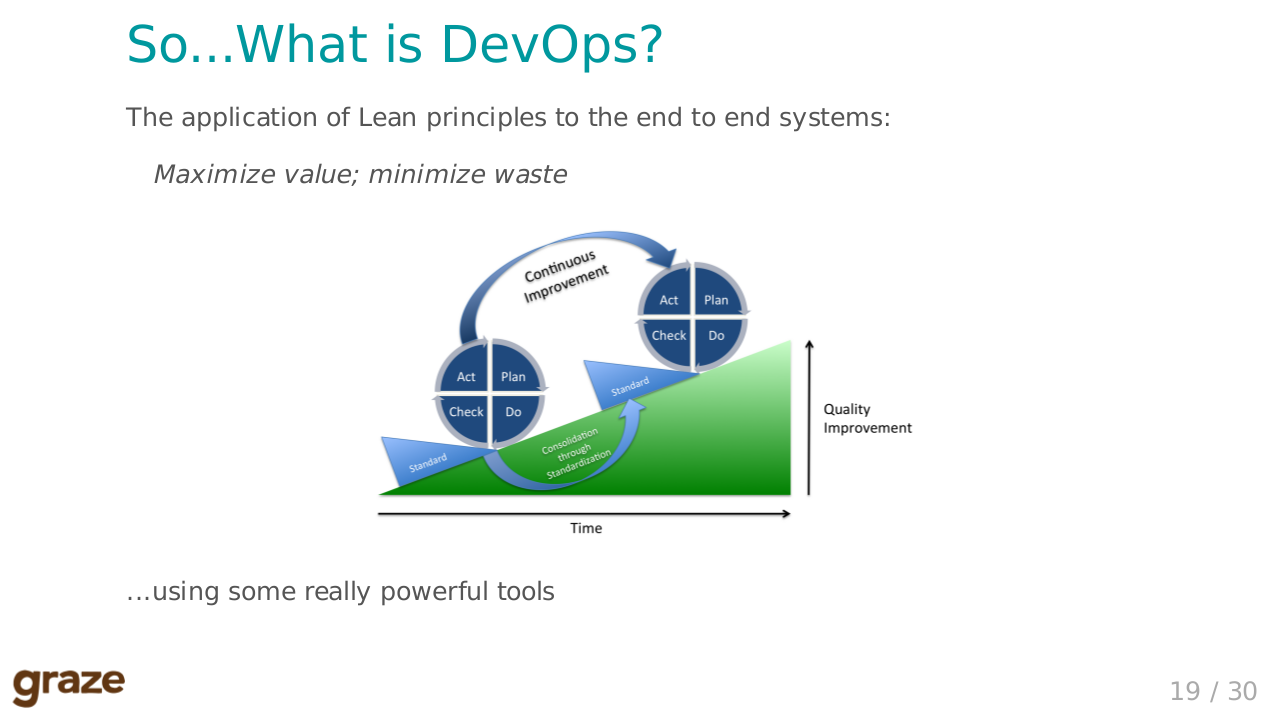 So...What is DevOps?
The application of Lean principles to the end to end systems:
Maximize value; minimize waste
Continuous
Improvement
Act
Plan
Check
Do
Act
Plan
Check
Do
Standard
Standard
Consolidation
through
Standardization
Quality
Improvement
Time
...using some really powerful tools
graze
19 / 30